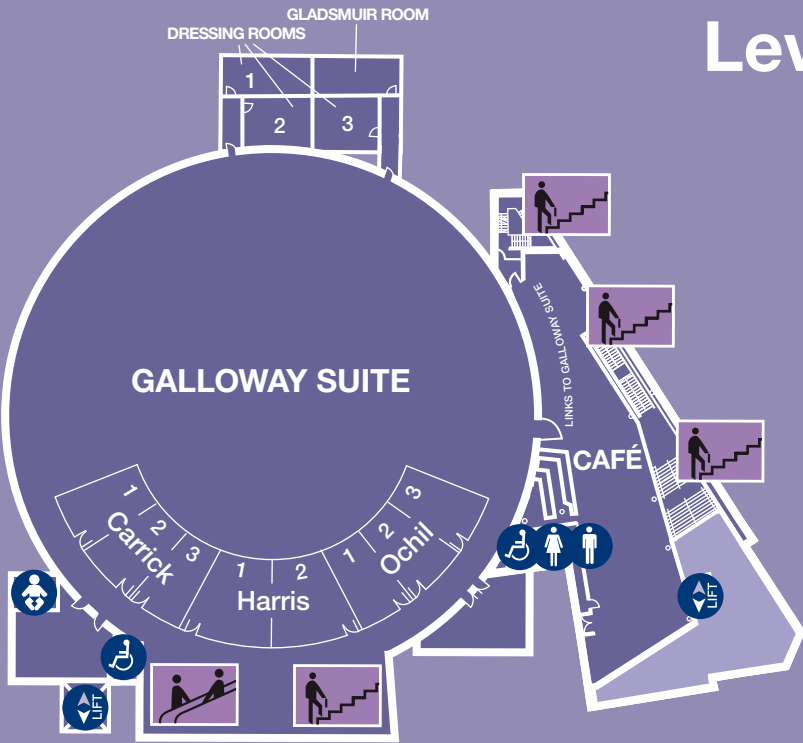 GLADSMUIR ROOM
DRESSING ROOMS
Lev
1
2
3
GALLOWAY SUITE
LINKS TO GALLOWAY SUITE
CAFÉ
1
2
3
Carrick
1
2
Harris
1
2
3
Ochil
LIFT
LIFT